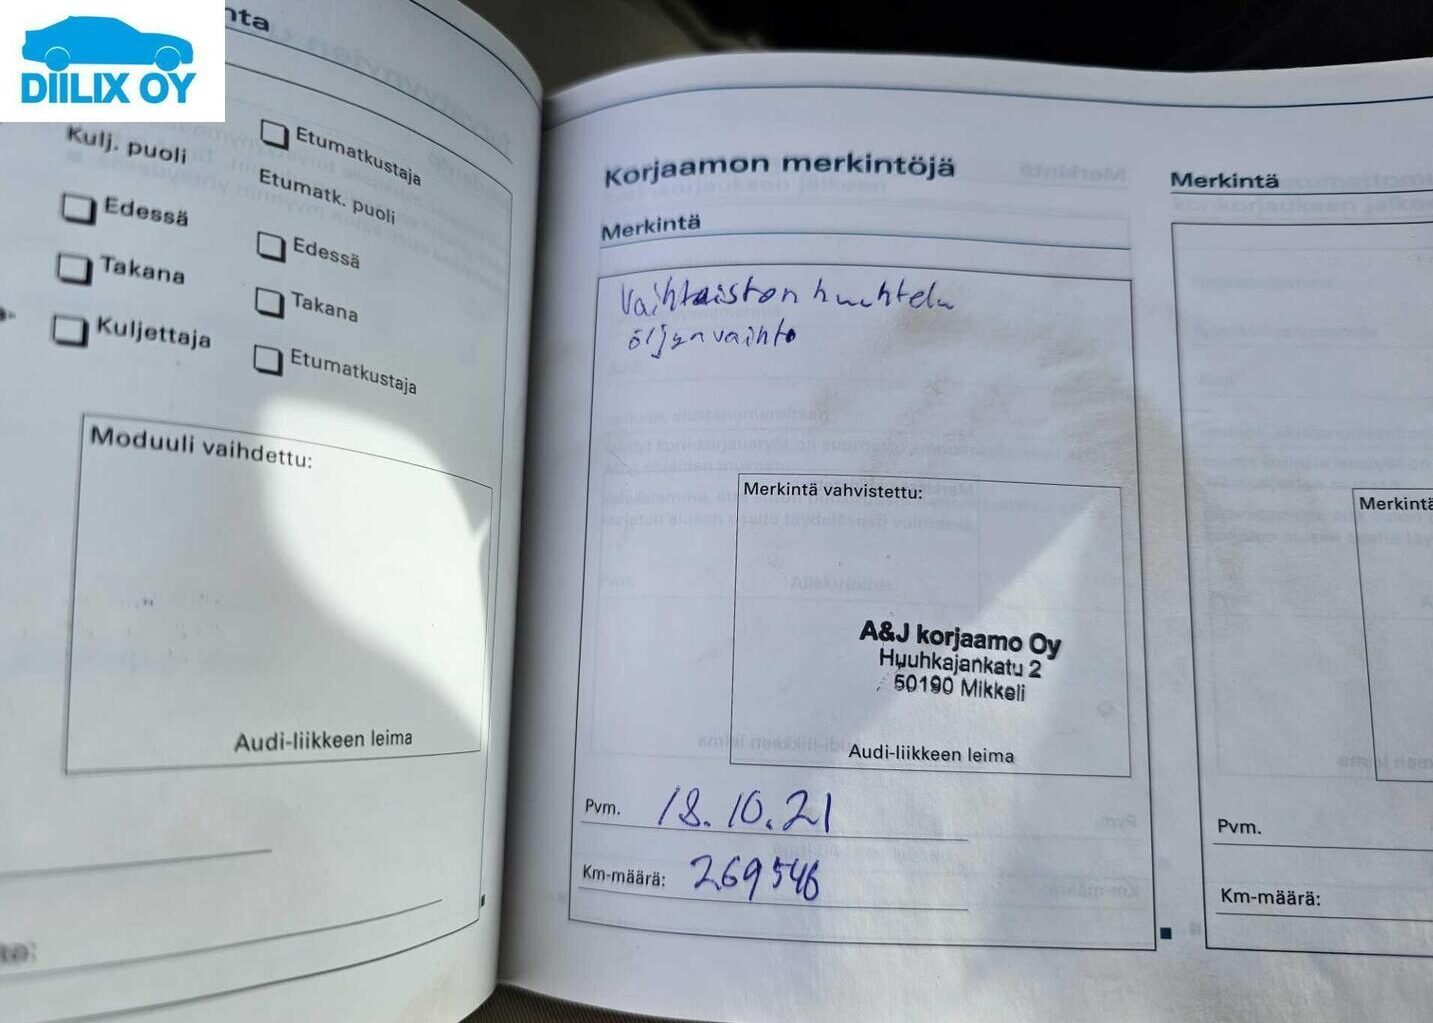 DIILIX OY
Kulj. puoli
Edessä
Takana
Kuljettaja
Etumatkustaja
Etumatk. puoli
Edessä
Takana
Etumatkustaja
Moduuli vaihdettu:
Audi-liikkeen leima
Korjaamon merkintöjä
Merkintä
Vaihteiston huuhtelu
öljynvaihto
Merkintä vahvistettu:
A&J korjaamo Oy
Huuhkajankatu 2
50190 Mikkeli
Audi-liikkeen leima
Pvm. 18.10.21
Km-määrä: 269546
Merkintä
Pvm.
Km-määrä: